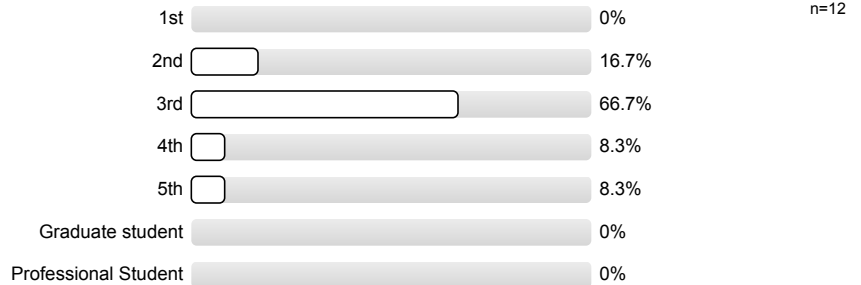 n=12
1st 0%
2nd 16.7%
3rd 66.7%
4th 8.3%
5th 8.3%
Graduate student 0%
Professional Student 0%